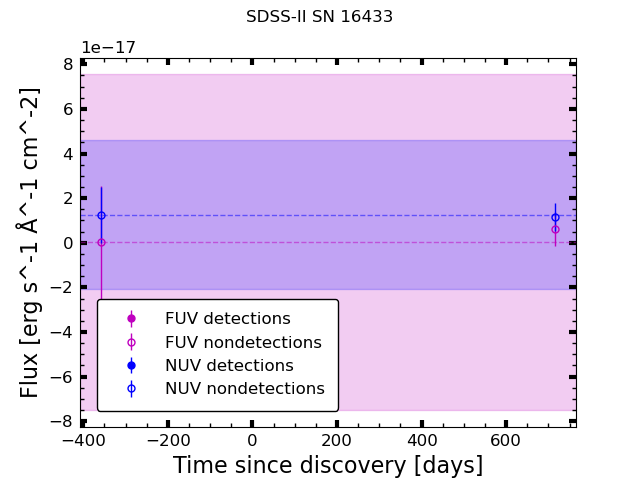 SDSS-II SN 16433
1e−17
8
6
4
2
0
−2
−4
−6
−8
Flux [erg s^-1 Å^-1 cm^-2]
FUV detections
FUV nondetections
NUV detections
NUV nondetections
−400 −200 0 200 400 600
Time since discovery [days]